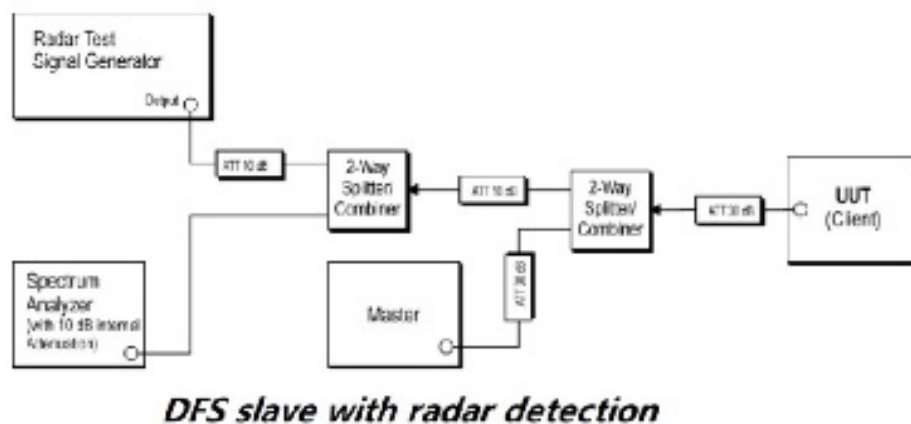 Radar Test
Signal Generator
Output
ATT 10 dB
2-Way
Splitter/
Combiner
ATT 10 dB
2-Way
Splitter/
Combiner
ATT 30 dB
UUT
(Client)
Spectrum
Analyzer
(with 10 dB internal
Attenuation)
Master
ATT 30 dB
DFS slave with radar detection